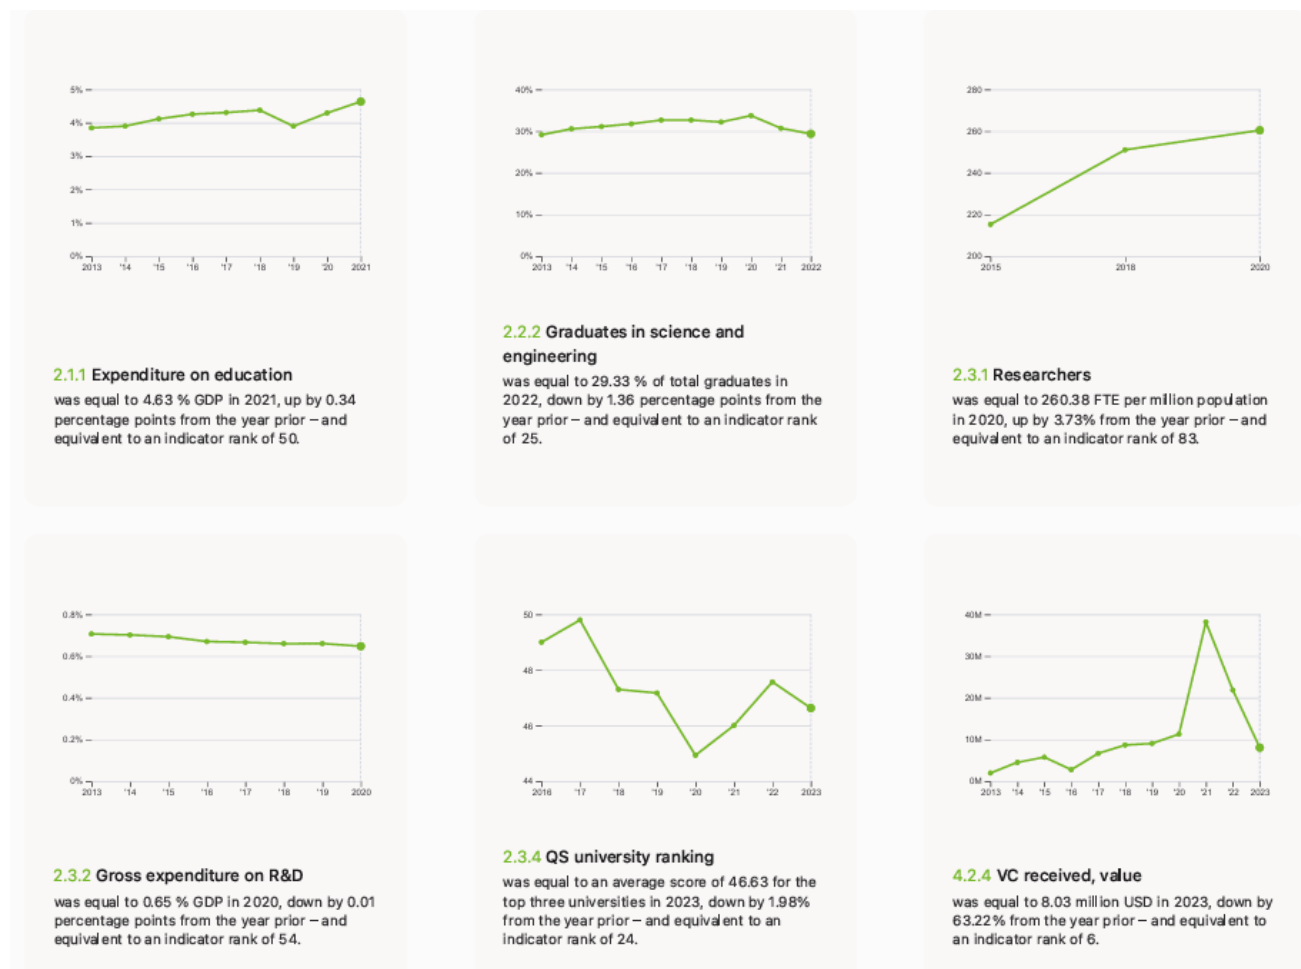 5%
4%
3%
2%
1%
0%
2013 '14 '15 '16 '17 '18 '19 '20 2021
2.1.1 Expenditure on education
was equal to 4.63 % GDP in 2021, up by 0.34
percentage points from the year prior – and
equivalent to an indicator rank of 50.
40%
30%
20%
10%
0%
2013 '14 '15 '16 '17 '18 '19 '20 '21 2022
2.2.2 Graduates in science and
engineering
was equal to 29.33 % of total graduates in
2022, down by 1.36 percentage points from the
year prior – and equivalent to an indicator rank
of 25.
280
260
240
220
200
2015 2018 2020
2.3.1 Researchers
was equal to 260.38 FTE per million population
in 2020, up by 3.73% from the year prior – and
equivalent to an indicator rank of 83.
0.8%
0.6%
0.4%
0.2%
0%
2013 '14 '15 '16 '17 '18 '19 2020
2.3.2 Gross expenditure on R&D
was equal to 0.65 % GDP in 2020, down by 0.01
percentage points from the year prior – and
equivalent to an indicator rank of 54.
50
48
46
44
2016 '17 '18 '19 '20 '21 '22 2023
2.3.4 QS university ranking
was equal to an average score of 46.63 for the
top three universities in 2023, down by 1.98%
from the year prior – and equivalent to an
indicator rank of 24.
40M
30M
20M
10M
0M
2013 '14 '15 '16 '17 '18 '19 '20 '21 '22 2023
4.2.4 VC received, value
was equal to 8.03 million USD in 2023, down by
63.22% from the year prior – and equivalent to
an indicator rank of 6.